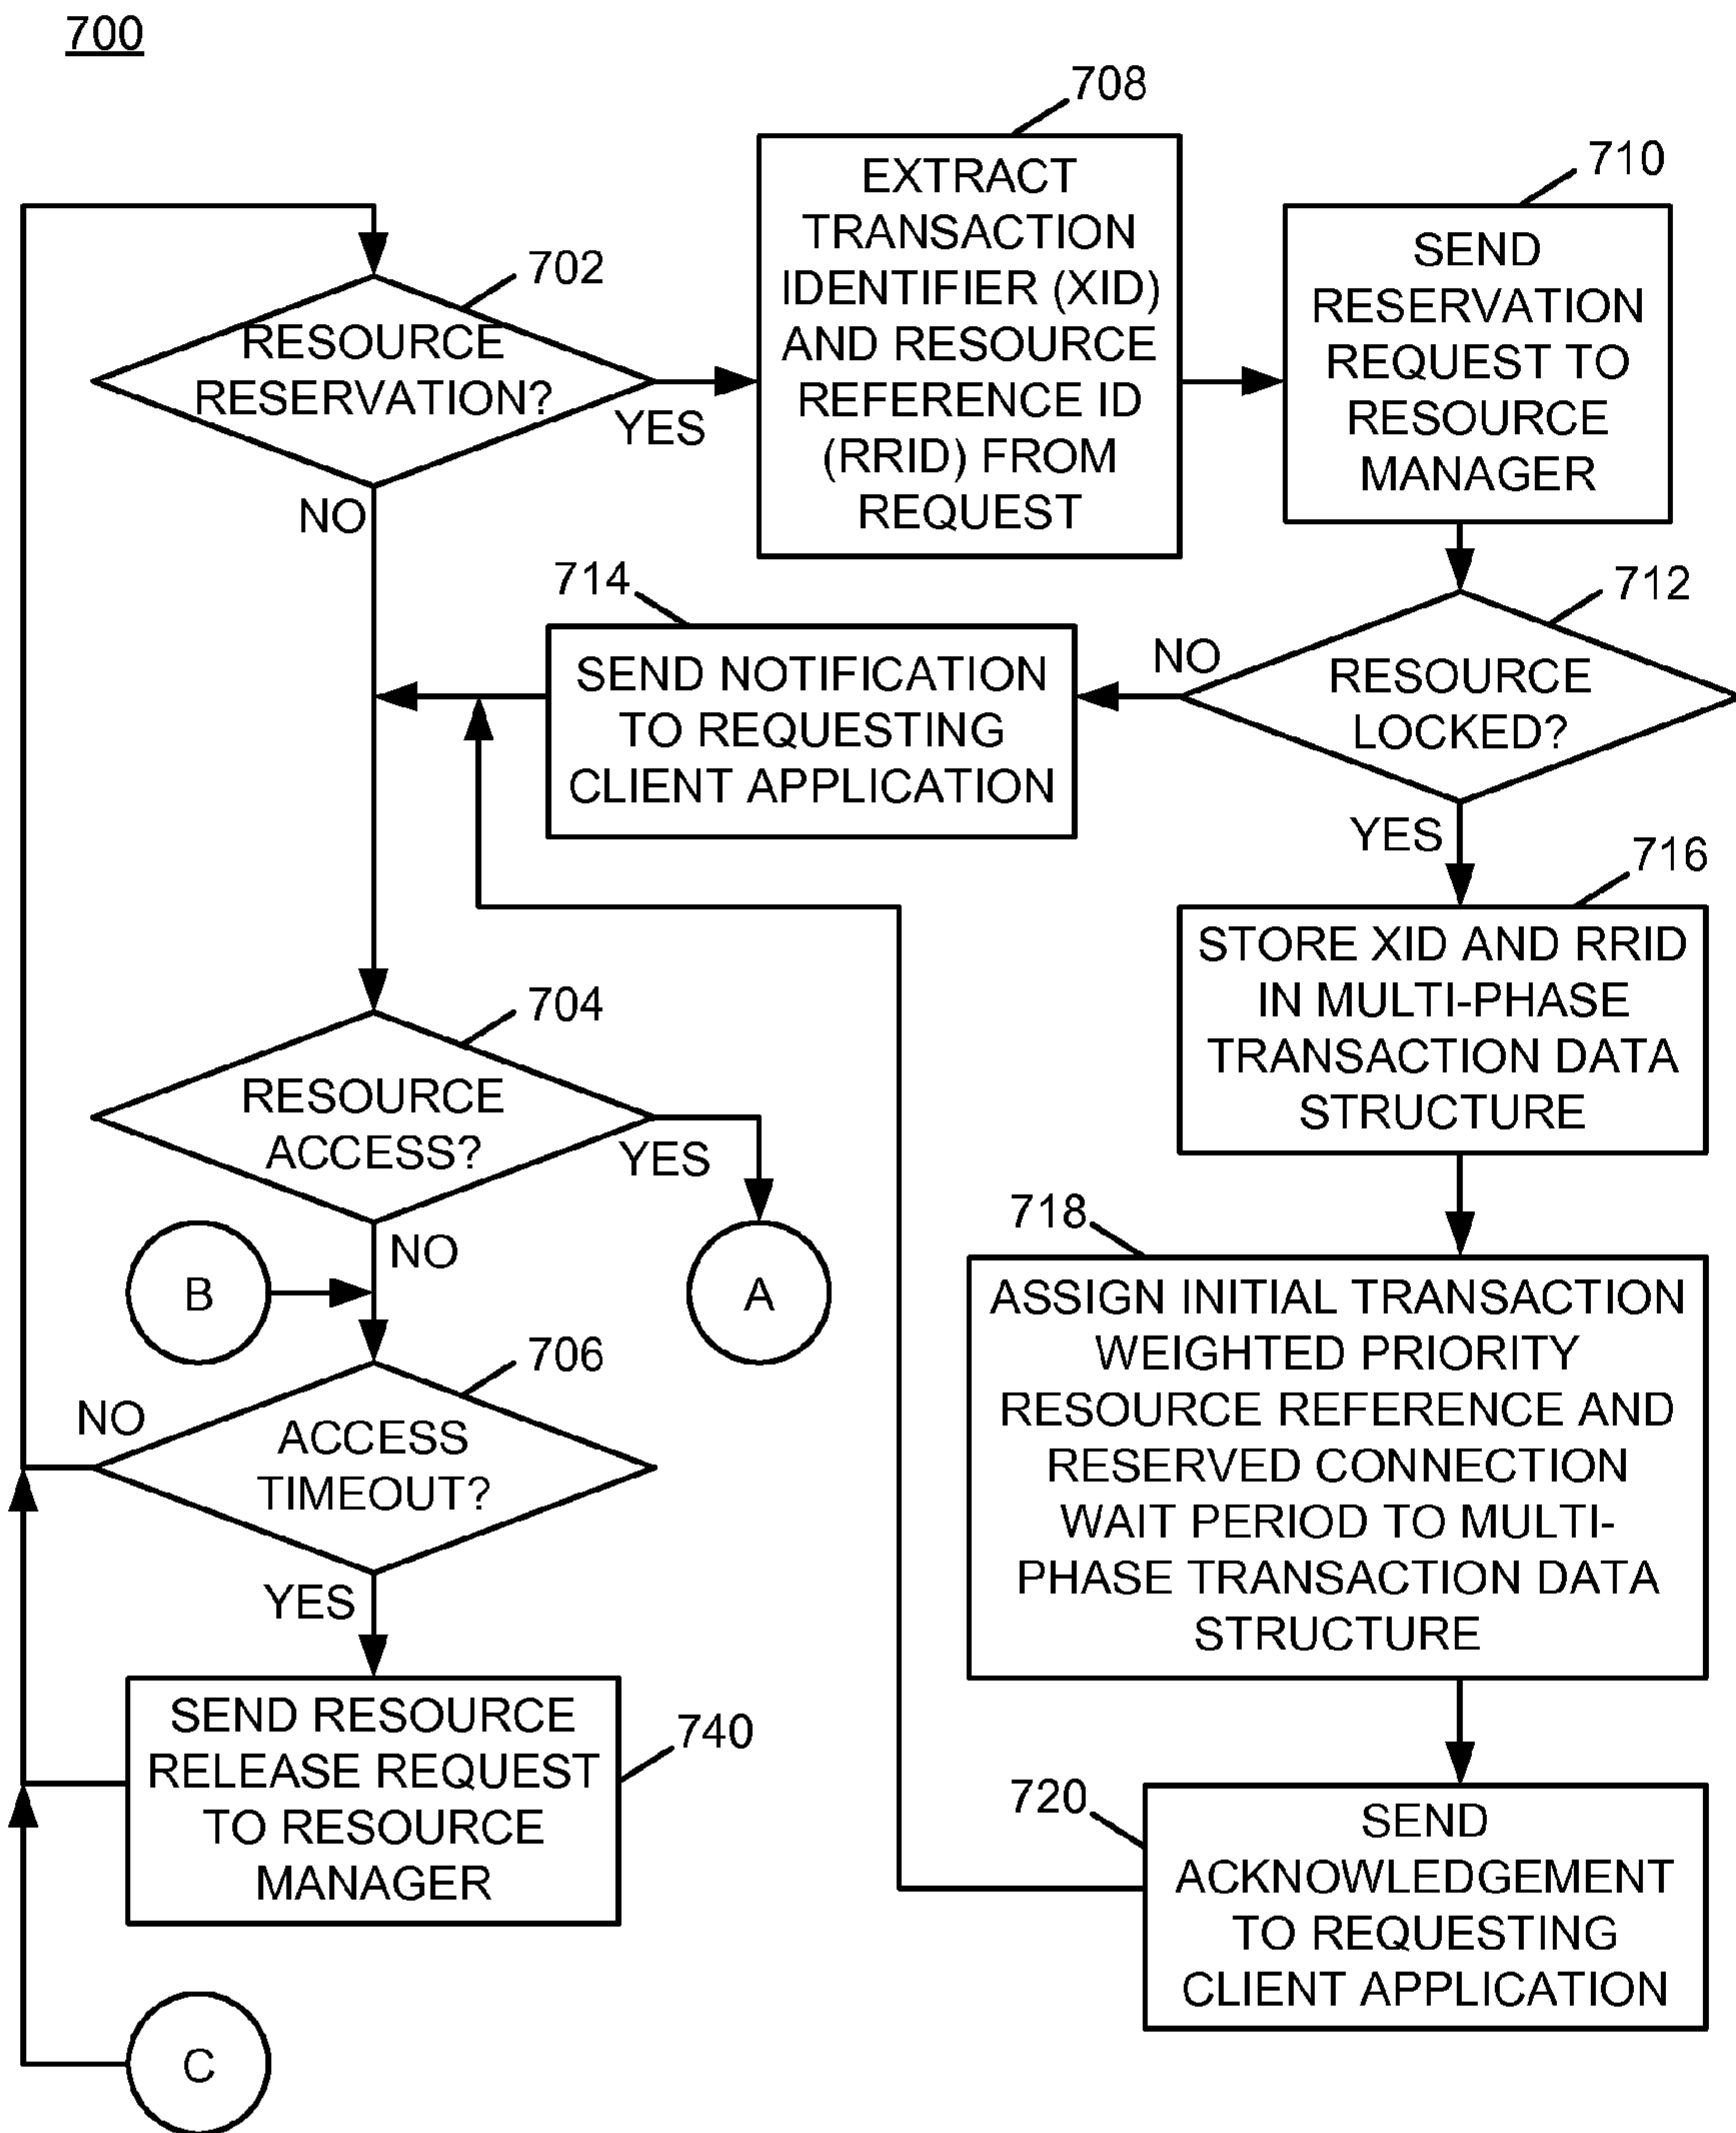 700
708
EXTRACT
TRANSACTION
IDENTIFIER (XID)
AND RESOURCE
REFERENCE ID
(RRID) FROM
REQUEST
710
SEND
RESERVATION
REQUEST TO
RESOURCE
MANAGER
702
RESOURCE
RESERVATION?
YES
NO
714
SEND NOTIFICATION
TO REQUESTING
CLIENT APPLICATION
NO
712
RESOURCE
LOCKED?
YES
716
STORE XID AND RRID
IN MULTI-PHASE
TRANSACTION DATA
STRUCTURE
704
RESOURCE
ACCESS?
YES
NO
B
A
718
ASSIGN INITIAL TRANSACTION
WEIGHTED PRIORITY
RESOURCE REFERENCE AND
RESERVED CONNECTION
WAIT PERIOD TO MULTI-
PHASE TRANSACTION DATA
STRUCTURE
706
NO
ACCESS
TIMEOUT?
YES
SEND RESOURCE
RELEASE REQUEST
TO RESOURCE
MANAGER
740
720
SEND
ACKNOWLEDGEMENT
TO REQUESTING
CLIENT APPLICATION
C